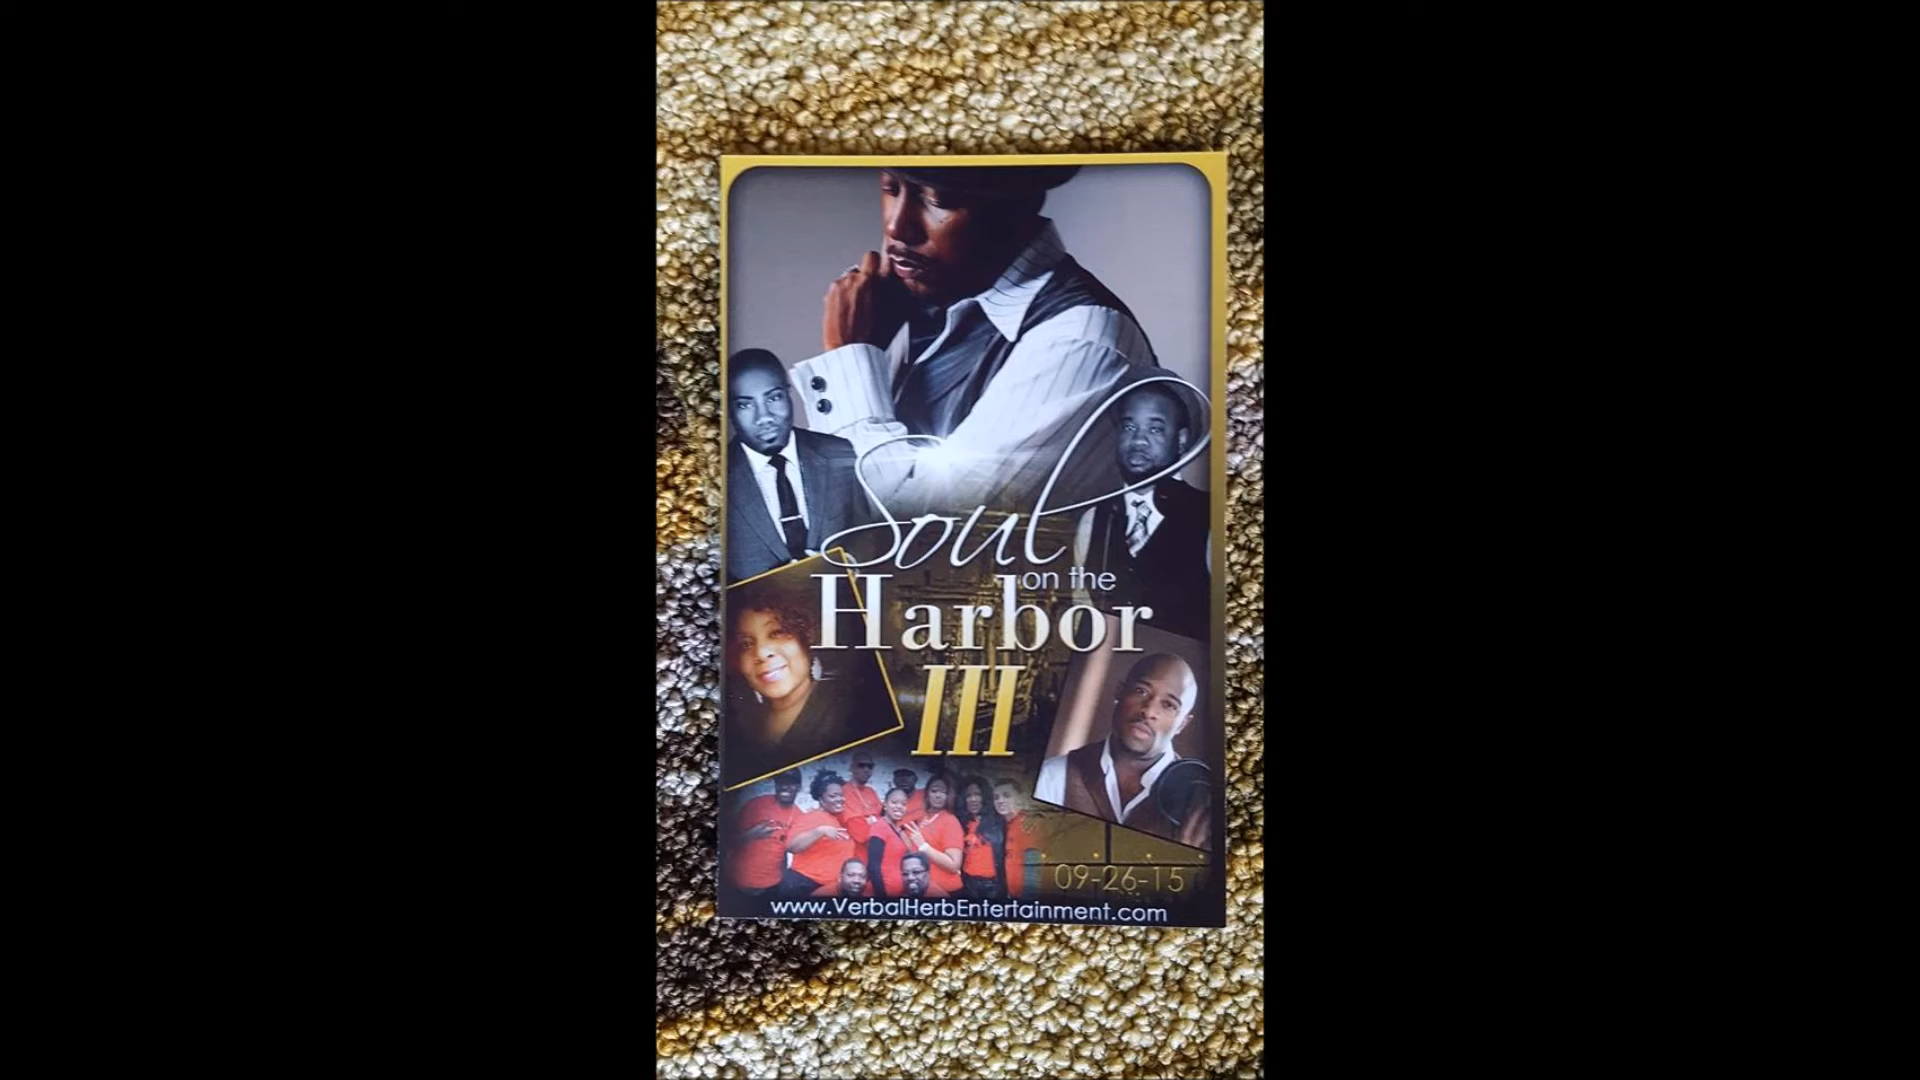 Soul
on the
Harbor
III
09-26-15
www.VerbalHerbEntertainment.com